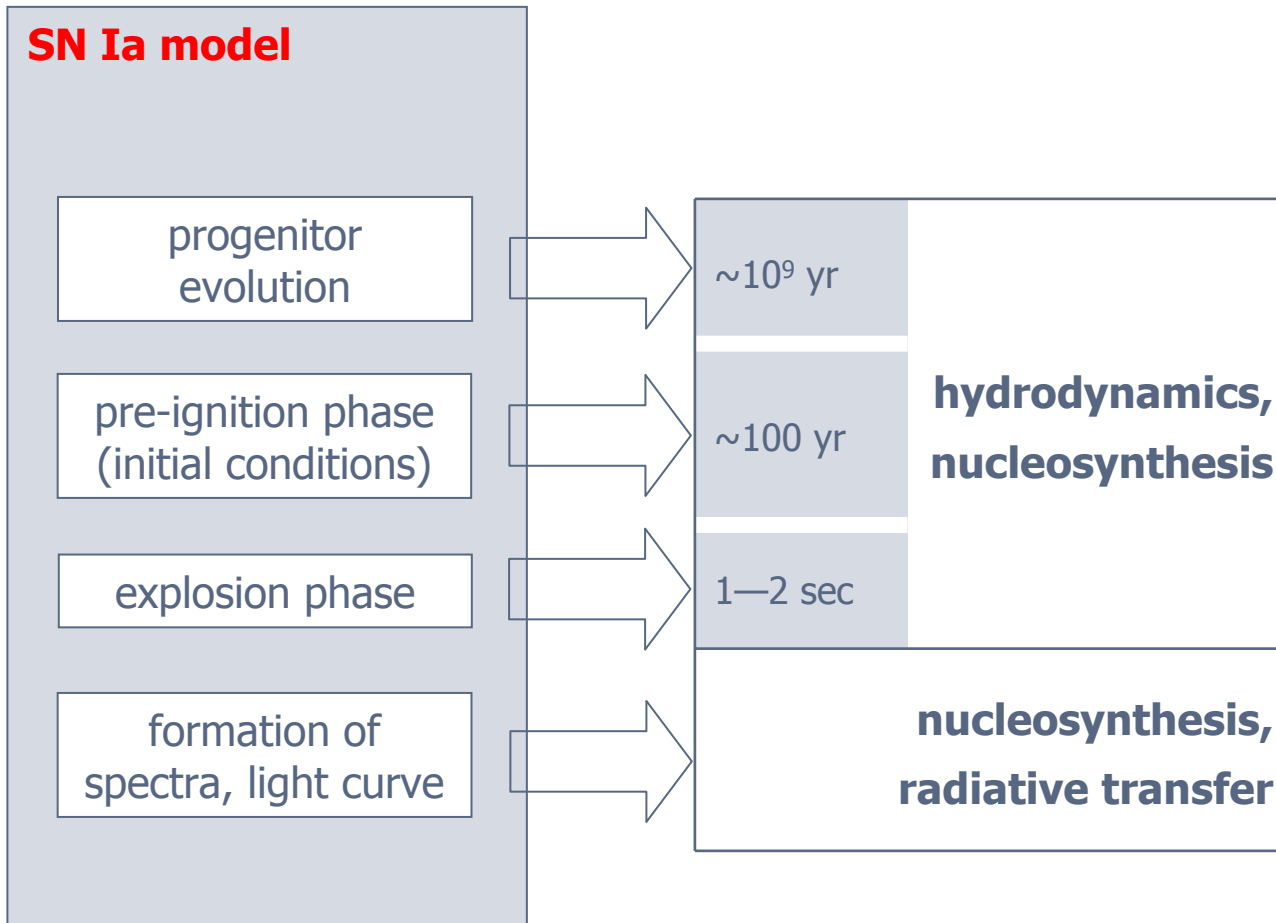 SN Ia model
progenitor
evolution
~10⁹ yr
pre-ignition phase
(initial conditions)
~100 yr
hydrodynamics,
nucleosynthesis
explosion phase
1—2 sec
formation of
spectra, light curve
nucleosynthesis,
radiative transfer